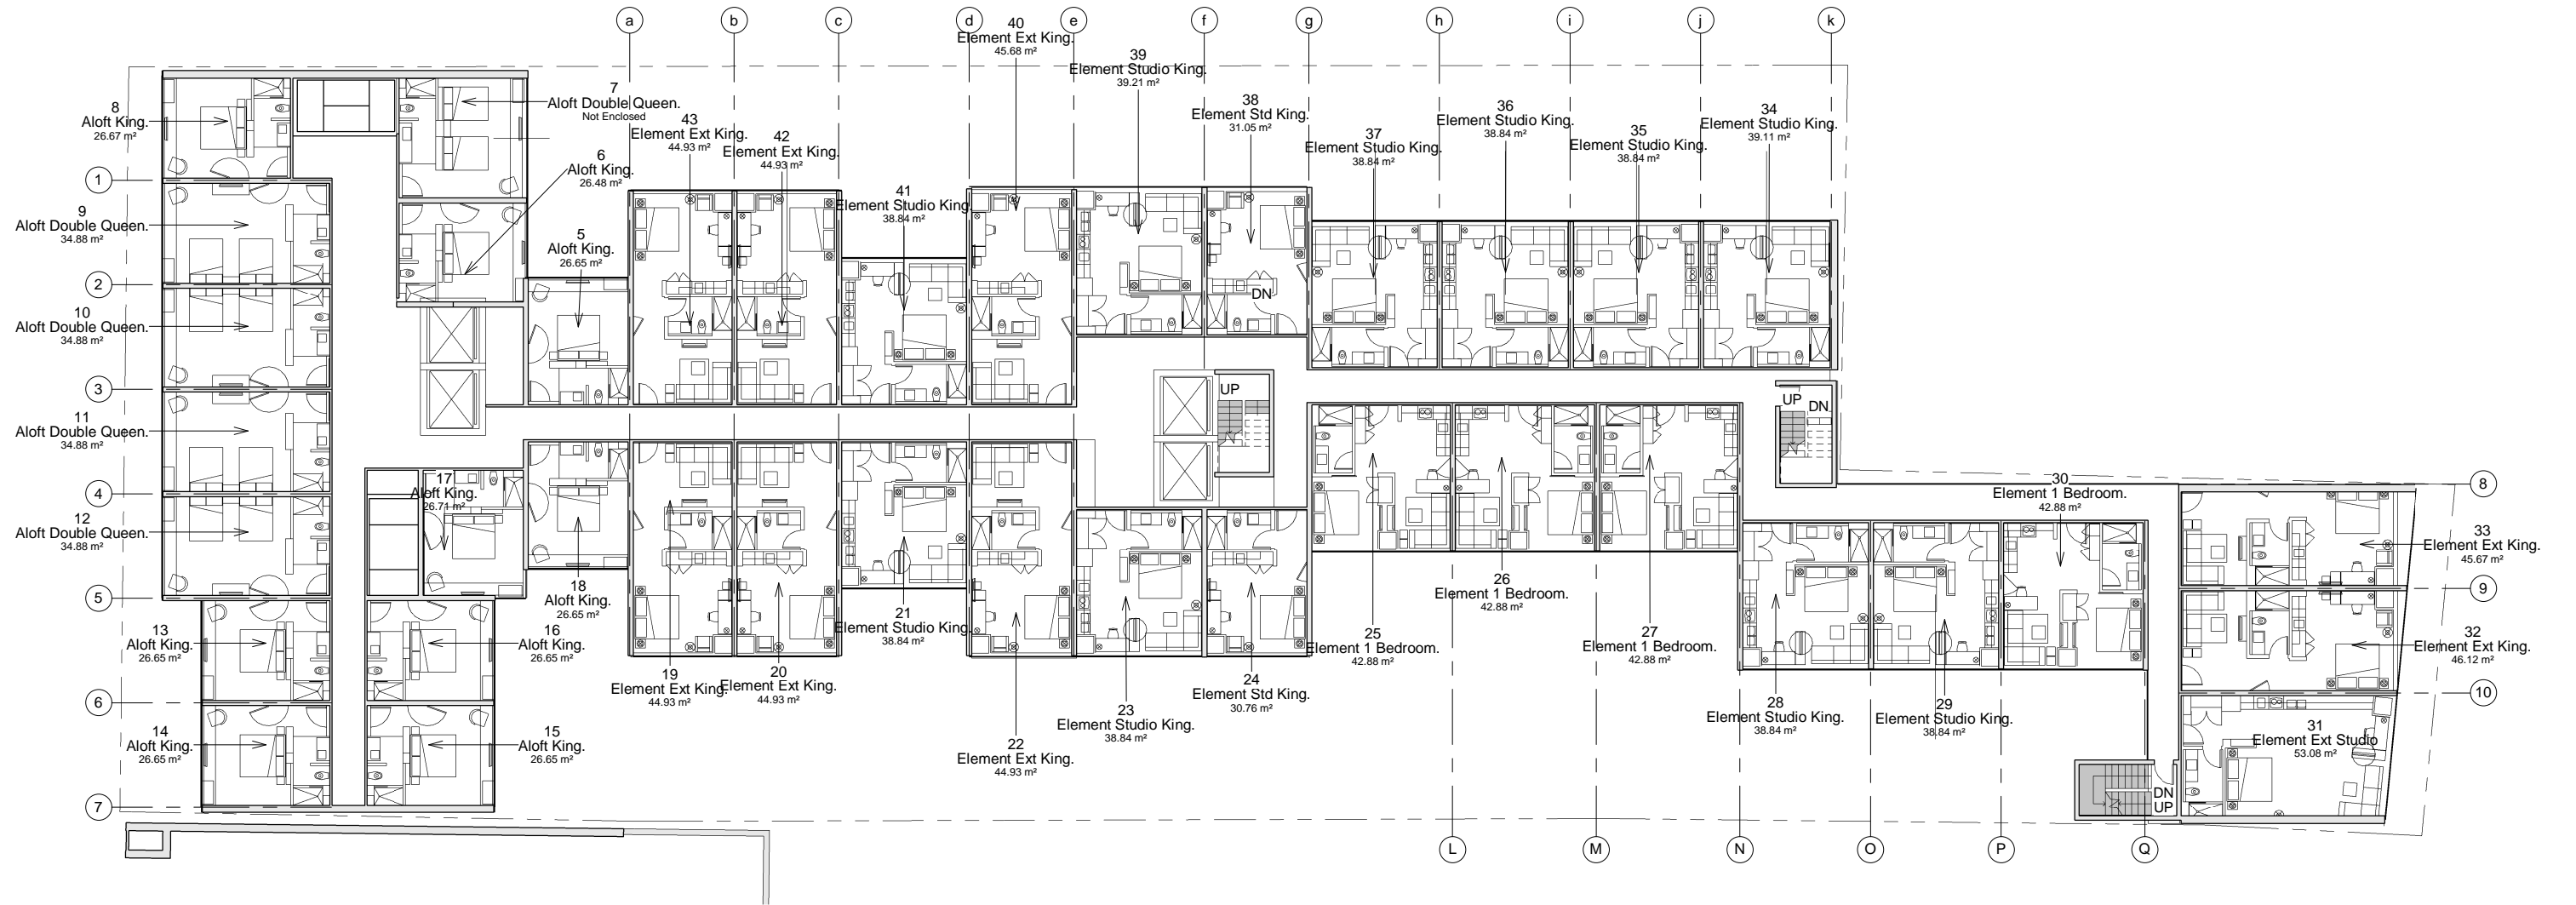 a
b
c
d
e
f
g
h
i
j
k
40
Element Ext King.
45.68 m²
39
Element Studio King.
39.21 m²
38
Element Std King.
31.05 m²
37
Element Studio King.
38.84 m²
36
Element Studio King.
38.84 m²
35
Element Studio King.
38.84 m²
34
Element Studio King.
39.11 m²
8
Aloft King.
26.67 m²
7
Aloft Double Queen.
Not Enclosed
43
Element Ext King.
44.93 m²
42
Element Ext King.
44.93 m²
6
Aloft King.
26.48 m²
41
Element Studio King.
38.84 m²
5
Aloft King.
26.65 m²
1
9
Aloft Double Queen.
34.88 m²
2
10
Aloft Double Queen.
34.88 m²
3
11
Aloft Double Queen.
34.88 m²
4
12
Aloft Double Queen.
34.88 m²
5
DN
UP
UP
DN
17
Aloft King.
26.71 m²
18
Aloft King.
26.65 m²
13
Aloft King.
26.65 m²
16
Aloft King.
26.65 m²
6
14
Aloft King.
26.65 m²
15
Aloft King.
26.65 m²
7
19
Element Ext King.
44.93 m²
20
Element Ext King.
44.93 m²
21
Element Studio King.
38.84 m²
22
Element Ext King.
44.93 m²
23
Element Studio King.
38.84 m²
24
Element Std King.
30.76 m²
25
Element 1 Bedroom.
42.88 m²
26
Element 1 Bedroom.
42.88 m²
27
Element 1 Bedroom.
42.88 m²
28
Element Studio King.
38.84 m²
29
Element Studio King.
38.84 m²
30
Element 1 Bedroom.
42.88 m²
8
33
Element Ext King.
45.67 m²
9
32
Element Ext King.
46.12 m²
10
31
Element Ext Studio
53.08 m²
DN
UP
L
M
N
O
P
Q